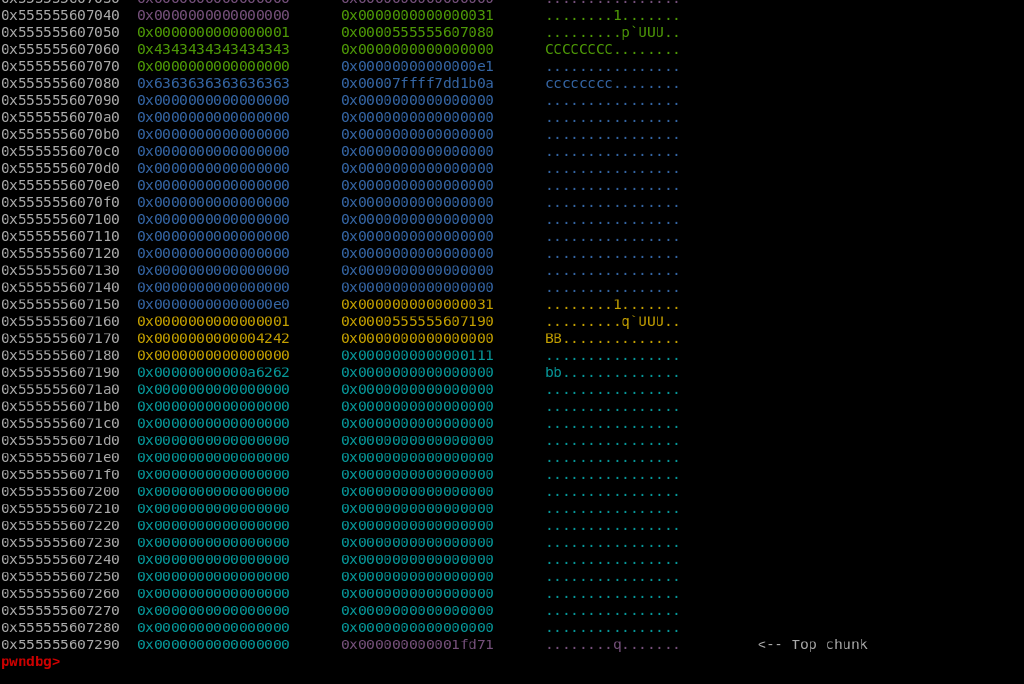 0x555555607040 0x0000000000000000 0x0000000000000031 ........1.......
0x555555607050 0x0000000000000001 0x0000555555607080 .........p`UUU..
0x555555607060 0x4343434343434343 0x0000000000000000 CCCCCCCC........
0x555555607070 0x0000000000000000 0x00000000000000e1 ................
0x555555607080 0x6363636363636363 0x00007ffff7dd1b0a cccccccc........
0x555555607090 0x0000000000000000 0x0000000000000000 ................
0x5555556070a0 0x0000000000000000 0x0000000000000000 ................
0x5555556070b0 0x0000000000000000 0x0000000000000000 ................
0x5555556070c0 0x0000000000000000 0x0000000000000000 ................
0x5555556070d0 0x0000000000000000 0x0000000000000000 ................
0x5555556070e0 0x0000000000000000 0x0000000000000000 ................
0x5555556070f0 0x0000000000000000 0x0000000000000000 ................
0x555555607100 0x0000000000000000 0x0000000000000000 ................
0x555555607110 0x0000000000000000 0x0000000000000000 ................
0x555555607120 0x0000000000000000 0x0000000000000000 ................
0x555555607130 0x0000000000000000 0x0000000000000000 ................
0x555555607140 0x0000000000000000 0x0000000000000000 ................
0x555555607150 0x00000000000000e0 0x0000000000000031 ........1.......
0x555555607160 0x0000000000000001 0x0000555555607190 .........q`UUU..
0x555555607170 0x0000000000004242 0x0000000000000000 BB..............
0x555555607180 0x0000000000000000 0x0000000000000111 ................
0x555555607190 0x00000000000a6262 0x0000000000000000 bb..............
0x5555556071a0 0x0000000000000000 0x0000000000000000 ................
0x5555556071b0 0x0000000000000000 0x0000000000000000 ................
0x5555556071c0 0x0000000000000000 0x0000000000000000 ................
0x5555556071d0 0x0000000000000000 0x0000000000000000 ................
0x5555556071e0 0x0000000000000000 0x0000000000000000 ................
0x5555556071f0 0x0000000000000000 0x0000000000000000 ................
0x555555607200 0x0000000000000000 0x0000000000000000 ................
0x555555607210 0x0000000000000000 0x0000000000000000 ................
0x555555607220 0x0000000000000000 0x0000000000000000 ................
0x555555607230 0x0000000000000000 0x0000000000000000 ................
0x555555607240 0x0000000000000000 0x0000000000000000 ................
0x555555607250 0x0000000000000000 0x0000000000000000 ................
0x555555607260 0x0000000000000000 0x0000000000000000 ................
0x555555607270 0x0000000000000000 0x0000000000000000 ................
0x555555607280 0x0000000000000000 0x0000000000000000 ................
0x555555607290 0x0000000000000000 0x000000000001fd71 ........q....... <-- Top chunk
pwndbg>